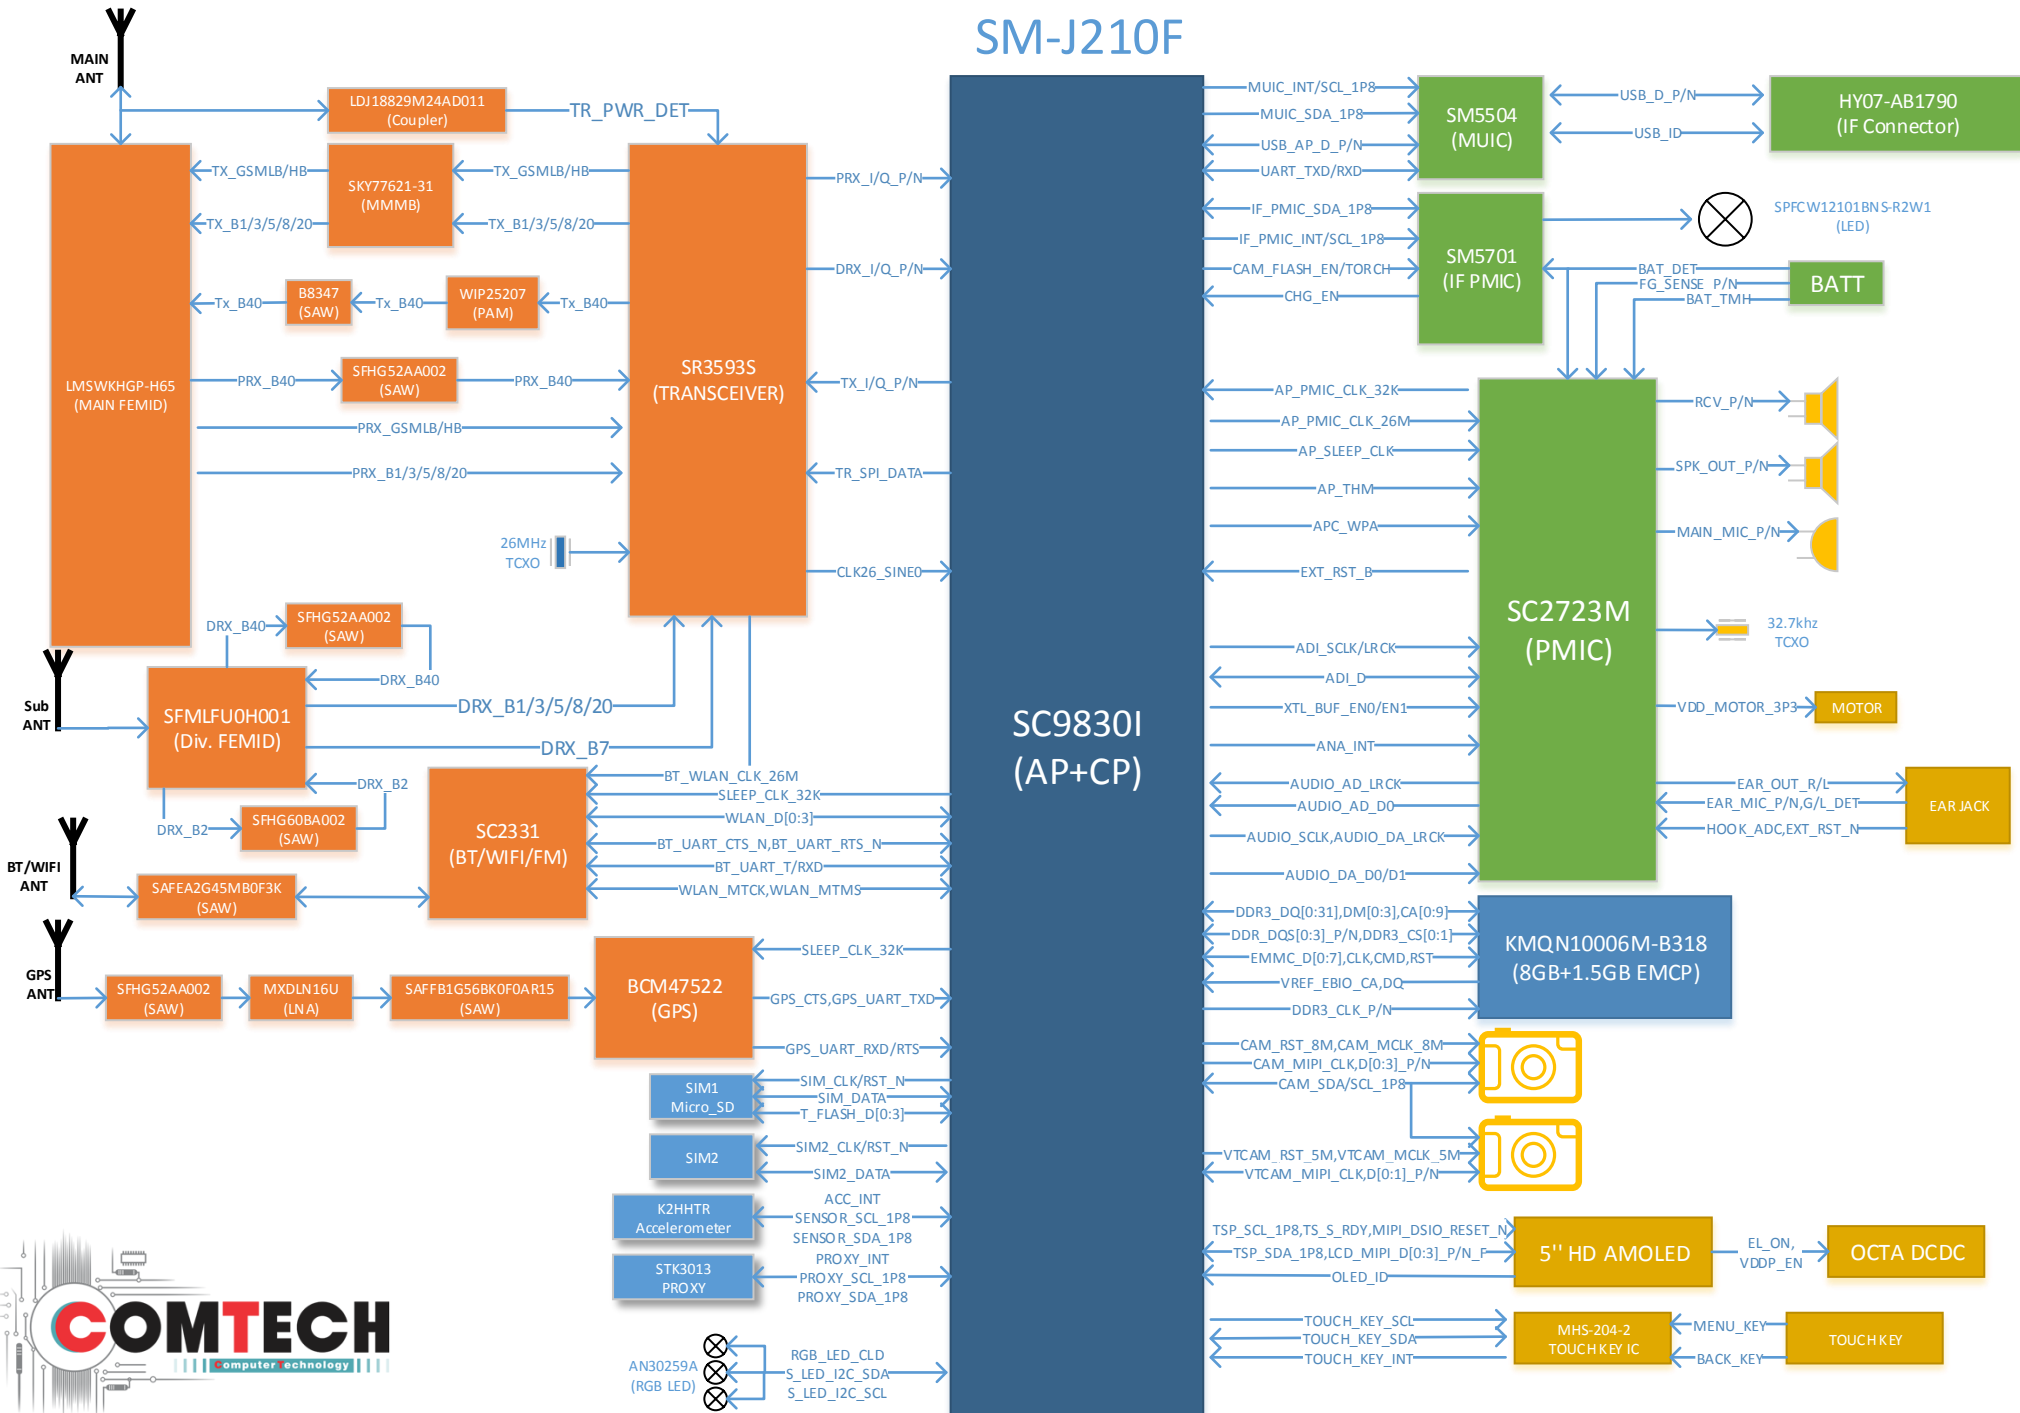 SM-J210F
MAIN
ANT
LDJ18829M24AD011
(Coupler)
TR_PWR_DET
LMSWKHGP-H65
(MAIN FEMID)
TX_GSMLB/HB
SKY77621-31
(MMMB)
TX_GSMLB/HB
TX_B1/3/5/8/20
TX_B1/3/5/8/20
Tx_B40
B8347
(SAW)
Tx_B40
WIP25207
(PAM)
Tx_B40
PRX_B40
SFHG52AA002
(SAW)
PRX_B40
PRX_GSMLB/HB
PRX_B1/3/5/8/20
26MHz
TCXO
SR3593S
(TRANSCEIVER)
PRX_I/Q_P/N
DRX_I/Q_P/N
TX_I/Q_P/N
TR_SPI_DATA
CLK26_SINE0
Sub
ANT
SFMLFU0H001
(Div. FEMID)
DRX_B40
SFHG52AA002
(SAW)
DRX_B40
DRX_B1/3/5/8/20
DRX_B7
DRX_B2
DRX_B2
SFHG60BA002
(SAW)
BT/WIFI
ANT
SAFEA2G45MB0F3K
(SAW)
SC2331
(BT/WIFI/FM)
BT_WLAN_CLK_26M
SLEEP_CLK_32K
WLAN_D[0:3]
BT_UART_CTS_N,BT_UART_RTS_N
BT_UART_T/RXD
WLAN_MTCK,WLAN_MTMS
GPS
ANT
SFHG52AA002
(SAW)
MXDLN16U
(LNA)
SAFFB1G56BK0F0AR15
(SAW)
BCM47522
(GPS)
SLEEP_CLK_32K
GPS_CTS,GPS_UART_TXD
GPS_UART_RXD/RTS
SIM1
Micro_SD
SIM_CLK/RST_N
SIM_DATA
T_FLASH_D[0:3]
SIM2
SIM2_CLK/RST_N
SIM2_DATA
K2HHTR
Accelerometer
ACC_INT
SENSOR_SCL_1P8
SENSOR_SDA_1P8
STK3013
PROXY
PROXY_INT
PROXY_SCL_1P8
PROXY_SDA_1P8
AN30259A
(RGB LED)
RGB_LED_CLD
S_LED_I2C_SDA
S_LED_I2C_SCL
SC9830I
(AP+CP)
MUIC_INT/SCL_1P8
MUIC_SDA_1P8
USB_AP_D_P/N
UART_TXD/RXD
SM5504
(MUIC)
USB_D_P/N
USB_ID
HY07-AB1790
(IF Connector)
IF_PMIC_SDA_1P8
IF_PMIC_INT/SCL_1P8
CAM_FLASH_EN/TORCH
CHG_EN
SM5701
(IF PMIC)
SPFCW12101BNS-R2W1
(LED)
BAT_DET
FG_SENSE_P/N
BAT_TMH
BATT
AP_PMIC_CLK_32K
AP_PMIC_CLK_26M
AP_SLEEP_CLK
AP_THM
APC_WPA
EXT_RST_B
ADI_SCLK/LRCK
ADI_D
XTL_BUF_EN0/EN1
ANA_INT
AUDIO_AD_LRCK
AUDIO_AD_D0
AUDIO_SCLK,AUDIO_DA_LRCK
AUDIO_DA_D0/D1
SC2723M
(PMIC)
RCV_P/N
SPK_OUT_P/N
MAIN_MIC_P/N
32.7khz
TCXO
VDD_MOTOR_3P3
MOTOR
EAR_OUT_R/L
EAR_MIC_P/N,G/L_DET
HOOK_ADC,EXT_RST_N
EAR JACK
DDR3_DQ[0:31],DM[0:3],CA[0:9]
DDR_DQS[0:3]_P/N,DDR3_CS[0:1]
EMMC_D[0:7],CLK,CMD,RST
VREF_EBIO_CA,DQ
DDR3_CLK_P/N
KMQN10006M-B318
(8GB+1.5GB EMCP)
CAM_RST_8M,CAM_MCLK_8M
CAM_MIPI_CLK,D[0:3]_P/N
CAM_SDA/SCL_1P8
VTCAM_RST_5M,VTCAM_MCLK_5M
VTCAM_MIPI_CLK,D[0:1]_P/N
TSP_SCL_1P8,TS_S_RDY,MIPI_DSIO_RESET_N
TSP_SDA_1P8,LCD_MIPI_D[0:3]_P/N_F
OLED_ID
5'' HD AMOLED
EL_ON,
VDDP_EN
OCTA DCDC
TOUCH_KEY_SCL
TOUCH_KEY_SDA
TOUCH_KEY_INT
MHS-204-2
TOUCH KEY IC
MENU_KEY
BACK_KEY
TOUCH KEY
COMTECH
Computer Technology